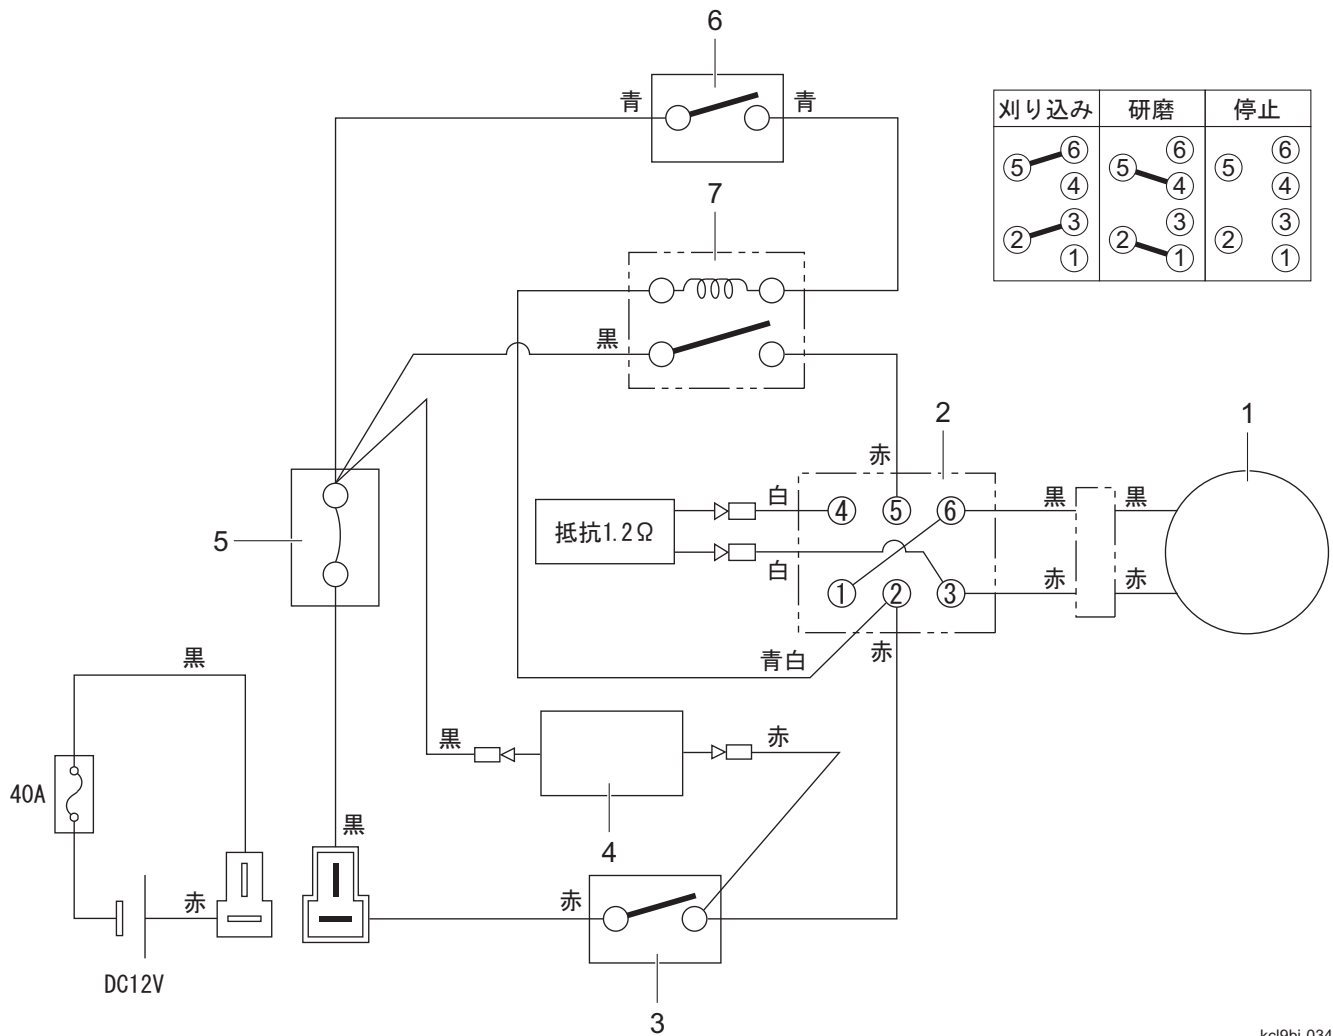 6
青
青
刈り込み 研磨 停止
⑤ ⑥ ④ ② ③ ①
⑤ ⑥ ④ ② ③ ①
⑤ ⑥ ④ ② ③ ①
7
黒
2
1
赤
白
④ ⑤ ⑥
黒
黒
抵抗1.2Ω
5
白
① ② ③
赤
赤
青白
赤
黒
黒
赤
40A
黒
4
赤
赤
DC12V
3
kcl9bj-034